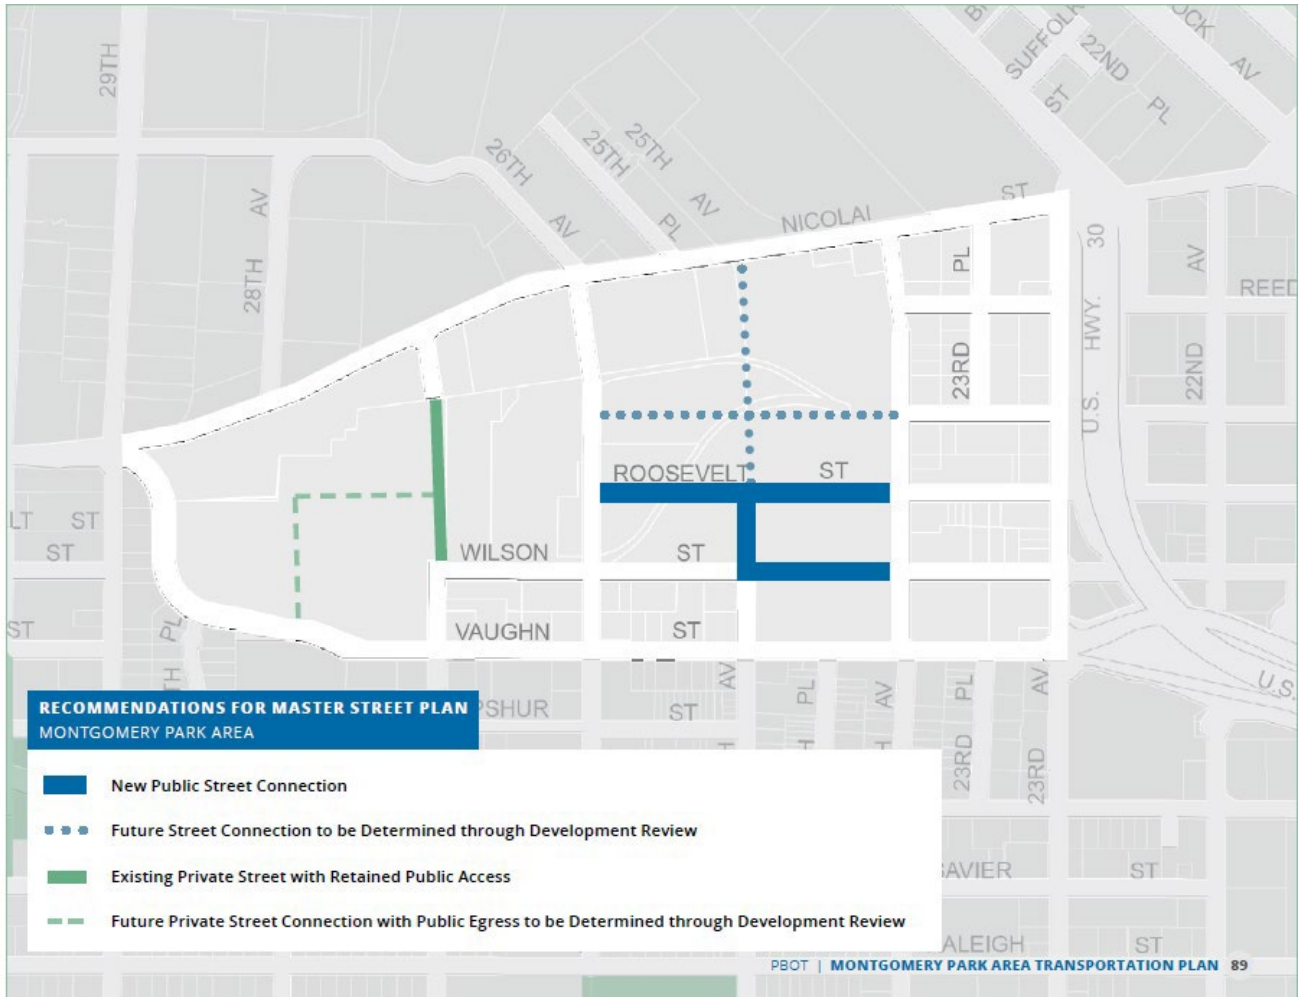 29TH
28TH
AV
26TH
AV
25TH
PL
25TH
AV
NICOLAI
ST
SUFFOLK
ST
22ND
PL
OCK
AV
U.S. HWY. 30
23RD
PL
22ND
AV
REED
ROOSEVELT ST
LT ST
ST
WILSON ST
ST
VAUGHN ST
PL
TH
PSHUR ST
AV
PL
AV
PL
AV
H
H
23RD
23RD
U.S.
AVIER ST
ALEIGH ST
RECOMMENDATIONS FOR MASTER STREET PLAN
MONTGOMERY PARK AREA
New Public Street Connection
Future Street Connection to be Determined through Development Review
Existing Private Street with Retained Public Access
Future Private Street Connection with Public Egress to be Determined through Development Review
PBOT | MONTGOMERY PARK AREA TRANSPORTATION PLAN 89